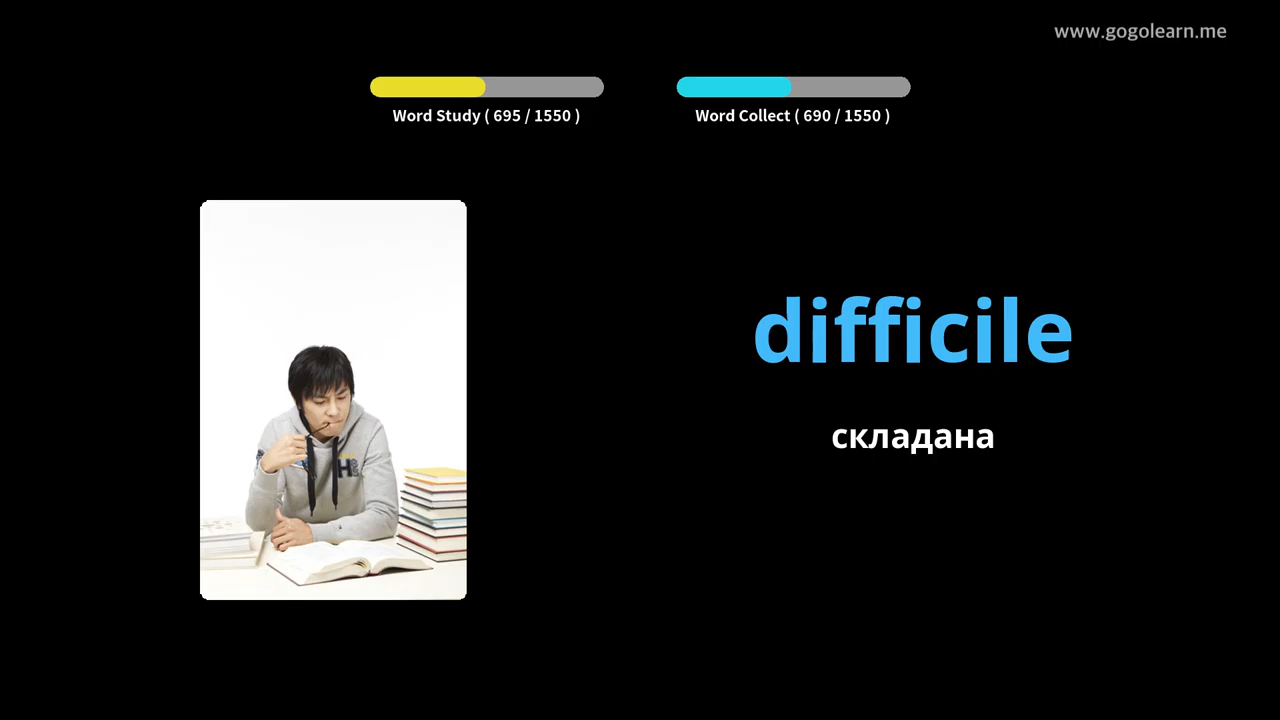 www.gogolearn.me
Word Study ( 695 / 1550 )
Word Collect ( 690 / 1550 )
difficile
складана
H